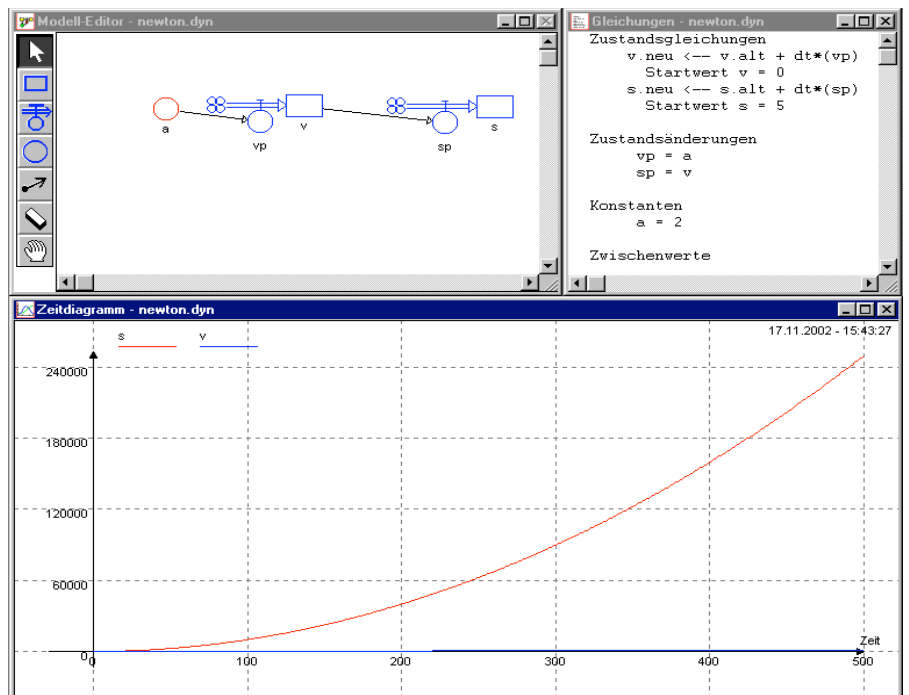 Modell-Editor - newton.dyn
a
vp
v
sp
s
Gleichungen - newton.dyn
Zustandsgleichungen
v.neu <-- v.alt + dt*(vp)
Startwert v = 0
s.neu <-- s.alt + dt*(sp)
Startwert s = 5
Zustandsänderungen
vp = a
sp = v
Konstanten
a = 2
Zwischenwerte
Zeitdiagramm - newton.dyn
s v
17.11.2002 - 15:43:27
240000
180000
120000
60000
0
Zeit
0 100 200 300 400 500